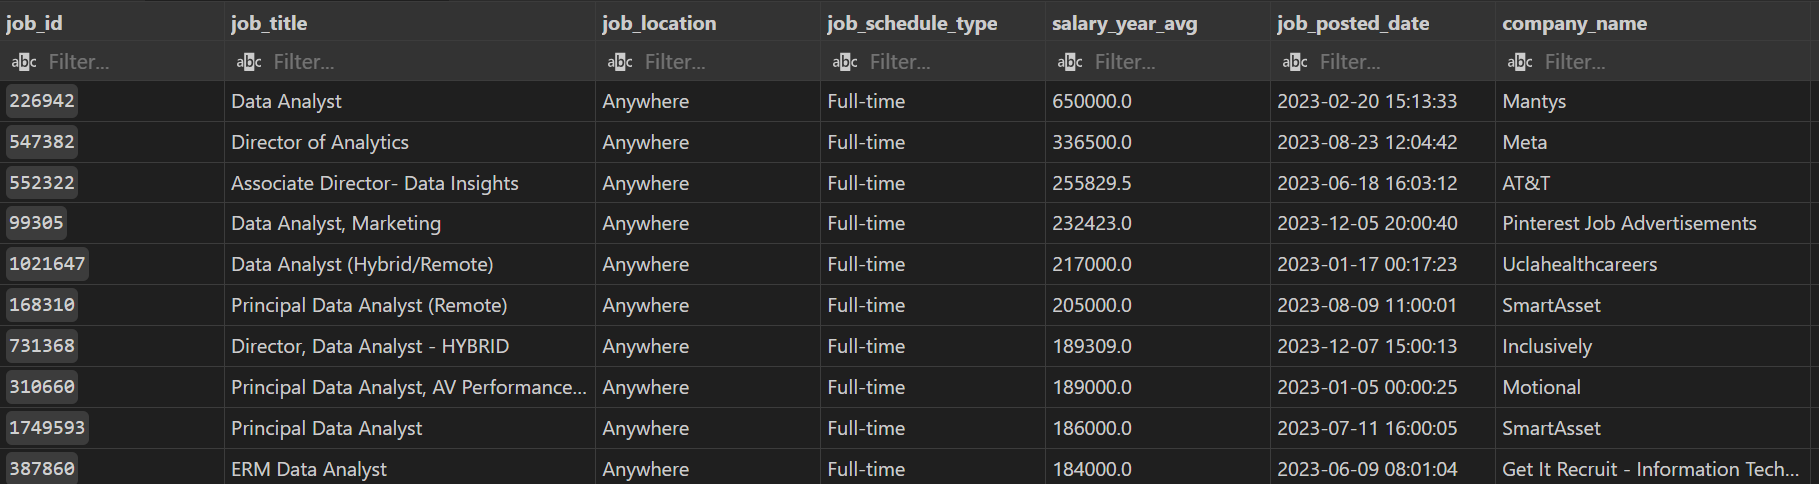 job_id job_title job_location job_schedule_type salary_year_avg job_posted_date company_name
abc Filter... abc Filter... abc Filter... abc Filter... abc Filter... abc Filter... abc Filter...
226942 Data Analyst Anywhere Full-time 650000.0 2023-02-20 15:13:33 Mantys
547382 Director of Analytics Anywhere Full-time 336500.0 2023-08-23 12:04:42 Meta
552322 Associate Director- Data Insights Anywhere Full-time 255829.5 2023-06-18 16:03:12 AT&T
99305 Data Analyst, Marketing Anywhere Full-time 232423.0 2023-12-05 20:00:40 Pinterest Job Advertisements
1021647 Data Analyst (Hybrid/Remote) Anywhere Full-time 217000.0 2023-01-17 00:17:23 Uclahealthcareers
168310 Principal Data Analyst (Remote) Anywhere Full-time 205000.0 2023-08-09 11:00:01 SmartAsset
731368 Director, Data Analyst - HYBRID Anywhere Full-time 189309.0 2023-12-07 15:00:13 Inclusively
310660 Principal Data Analyst, AV Performance... Anywhere Full-time 189000.0 2023-01-05 00:00:25 Motional
1749593 Principal Data Analyst Anywhere Full-time 186000.0 2023-07-11 16:00:05 SmartAsset
387860 ERM Data Analyst Anywhere Full-time 184000.0 2023-06-09 08:01:04 Get It Recruit - Information Tech...